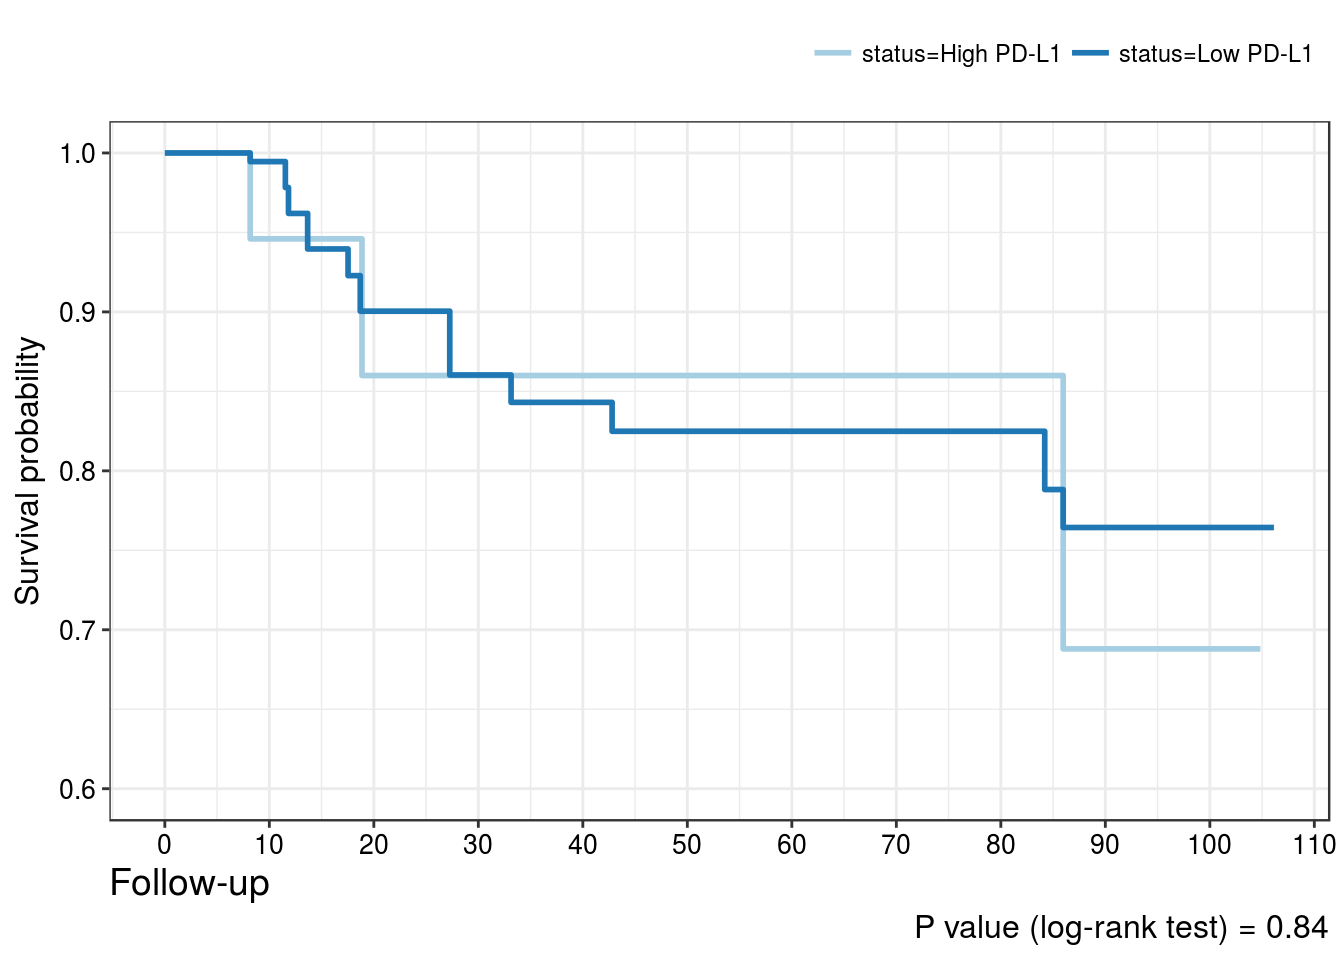 status=High PD-L1 status=Low PD-L1
Survival probability
1.0
0.9
0.8
0.7
0.6
0 10 20 30 40 50 60 70 80 90 100 110
Follow-up
P value (log-rank test) = 0.84